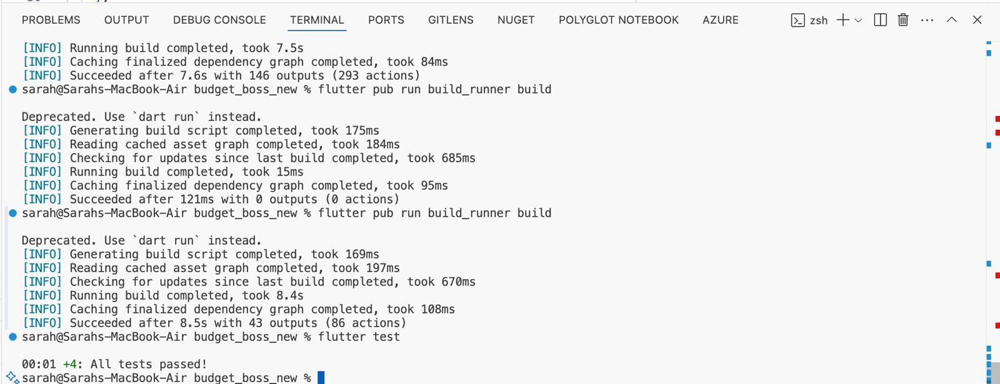 PROBLEMS OUTPUT DEBUG CONSOLE TERMINAL PORTS GITLENS NUGET POLYGLOT NOTEBOOK AZURE zsh
[INFO] Running build completed, took 7.5s
[INFO] Caching finalized dependency graph completed, took 84ms
[INFO] Succeeded after 7.6s with 146 outputs (293 actions)
sarah@Sarahs-MacBook-Air budget_boss_new % flutter pub run build_runner build
Deprecated. Use `dart run` instead.
[INFO] Generating build script completed, took 175ms
[INFO] Reading cached asset graph completed, took 184ms
[INFO] Checking for updates since last build completed, took 685ms
[INFO] Running build completed, took 15ms
[INFO] Caching finalized dependency graph completed, took 95ms
[INFO] Succeeded after 121ms with 0 outputs (0 actions)
sarah@Sarahs-MacBook-Air budget_boss_new % flutter pub run build_runner build
Deprecated. Use `dart run` instead.
[INFO] Generating build script completed, took 169ms
[INFO] Reading cached asset graph completed, took 197ms
[INFO] Checking for updates since last build completed, took 670ms
[INFO] Running build completed, took 8.4s
[INFO] Caching finalized dependency graph completed, took 108ms
[INFO] Succeeded after 8.5s with 43 outputs (86 actions)
sarah@Sarahs-MacBook-Air budget_boss_new % flutter test
00:01 +4: All tests passed!
sarah@Sarahs-MacBook-Air budget_boss_new %